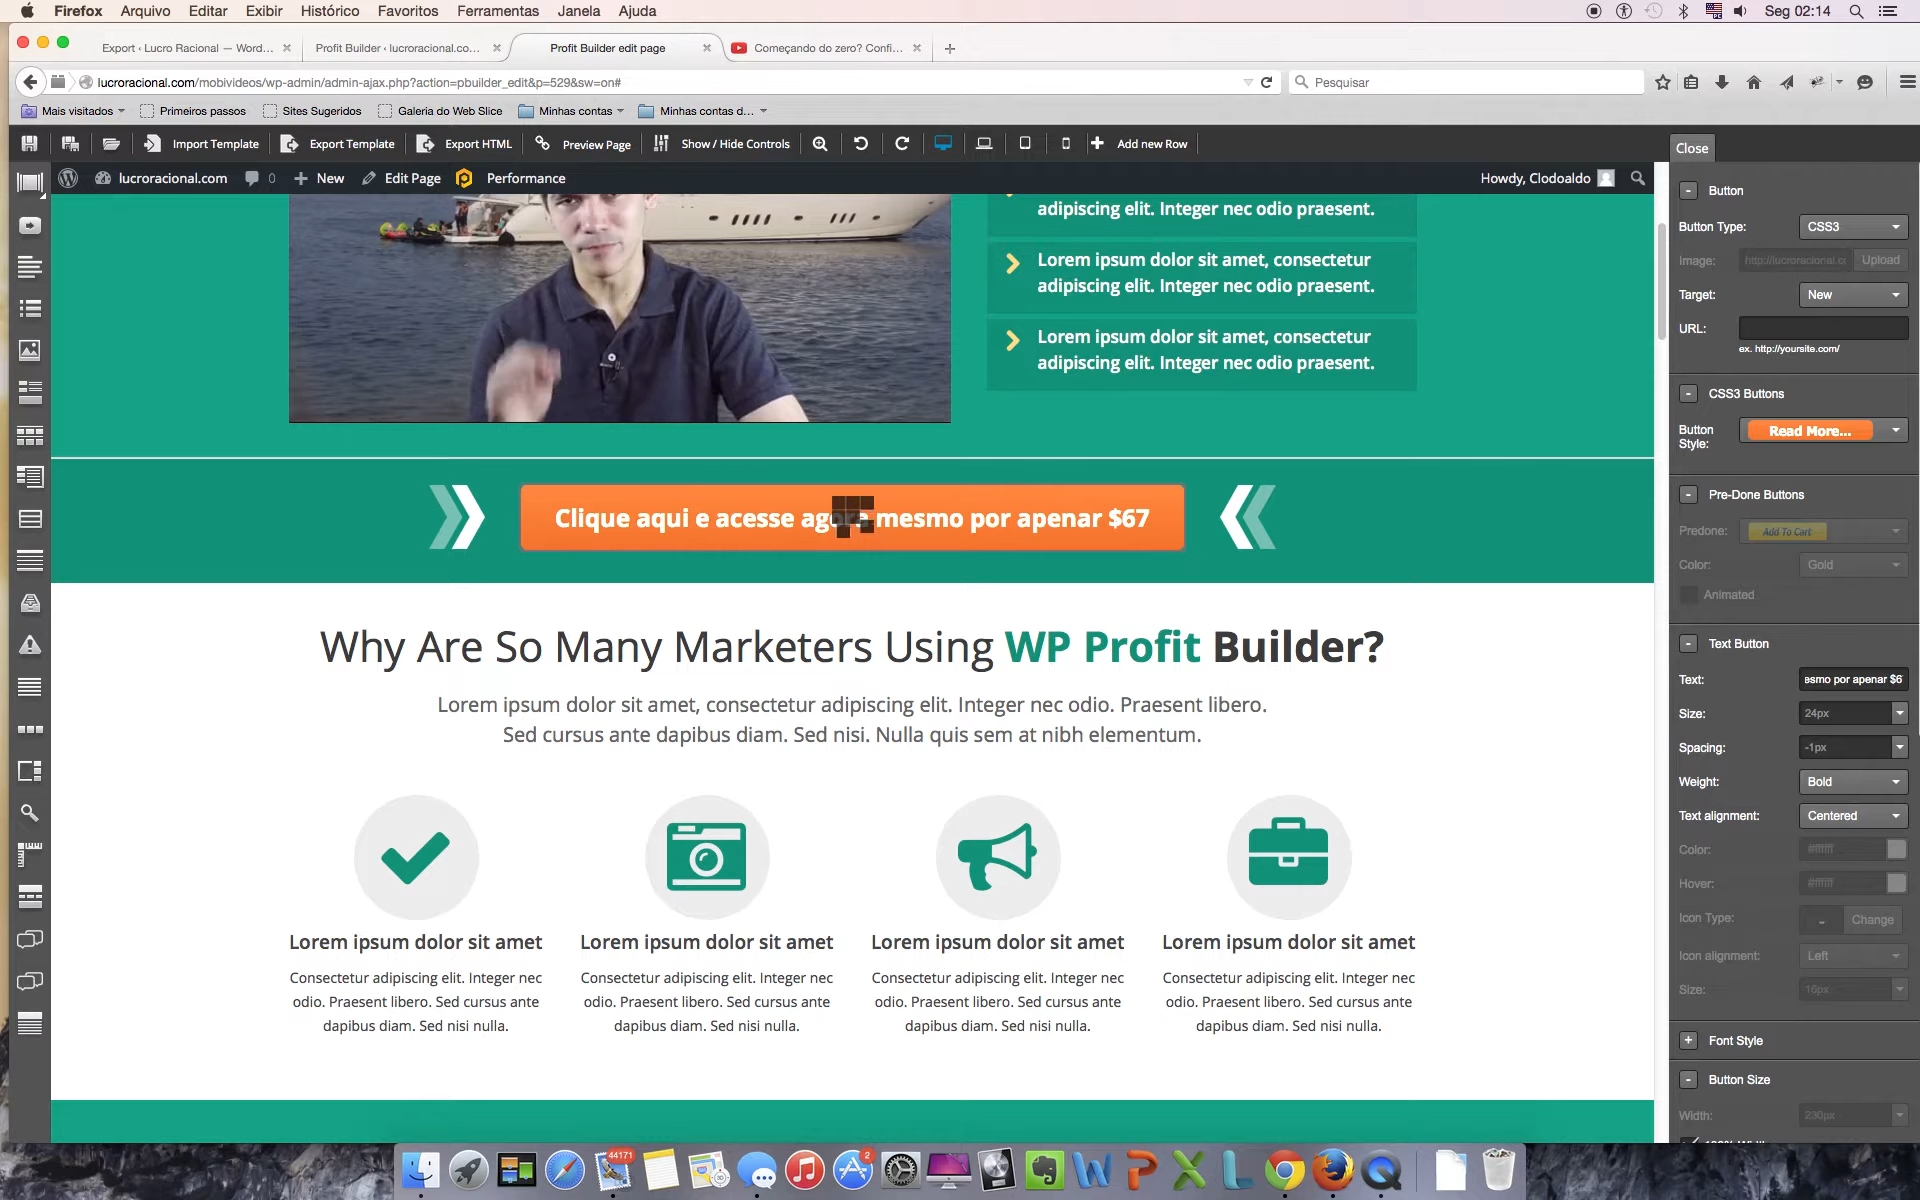 Firefox Arquivo Editar Exibir Histórico Favoritos Ferramentas Janela Ajuda Seg 02:14
Export ‹ Lucro Racional — Word... Profit Builder ‹ lucroracional.co... Profit Builder edit page Começando do zero? Confi...
lucroracional.com/mobivideos/wp-admin/admin-ajax.php?action=pbuilder_edit&p=529&sw=on# Pesquisar
Mais visitados Primeiros passos Sites Sugeridos Galeria do Web Slice Minhas contas Minhas contas d...
Import Template Export Template Export HTML Preview Page Show / Hide Controls Add new Row Close
lucroracional.com 0 New Edit Page Performance Howdy, Clodoaldo
adipiscing elit. Integer nec odio praesent.
Lorem ipsum dolor sit amet, consectetur
adipiscing elit. Integer nec odio praesent.
Lorem ipsum dolor sit amet, consectetur
adipiscing elit. Integer nec odio praesent.
Clique aqui e acesse agora mesmo por apenar $67
Why Are So Many Marketers Using WP Profit Builder?
Lorem ipsum dolor sit amet, consectetur adipiscing elit. Integer nec odio. Praesent libero.
Sed cursus ante dapibus diam. Sed nisi. Nulla quis sem at nibh elementum.
Lorem ipsum dolor sit amet
Consectetur adipiscing elit. Integer nec
odio. Praesent libero. Sed cursus ante
dapibus diam. Sed nisi nulla.
Lorem ipsum dolor sit amet
Consectetur adipiscing elit. Integer nec
odio. Praesent libero. Sed cursus ante
dapibus diam. Sed nisi nulla.
Lorem ipsum dolor sit amet
Consectetur adipiscing elit. Integer nec
odio. Praesent libero. Sed cursus ante
dapibus diam. Sed nisi nulla.
Lorem ipsum dolor sit amet
Consectetur adipiscing elit. Integer nec
odio. Praesent libero. Sed cursus ante
dapibus diam. Sed nisi nulla.
Button
Button Type: CSS3
Image: http://lucroracional.cc Upload
Target: New
URL:
ex. http://yoursite.com/
CSS3 Buttons
Button Style: Read More...
Pre-Done Buttons
Predone: Add To Cart
Color: Gold
Animated
Text Button
Text: esmo por apenar $6
Size: 24px
Spacing: -1px
Weight: Bold
Text alignment: Centered
Color: #ffffff
Hover: #ffffff
Icon Type: - Change
Icon alignment: Left
Size: 16px
Font Style
Button Size
Width: 230px
44171
2